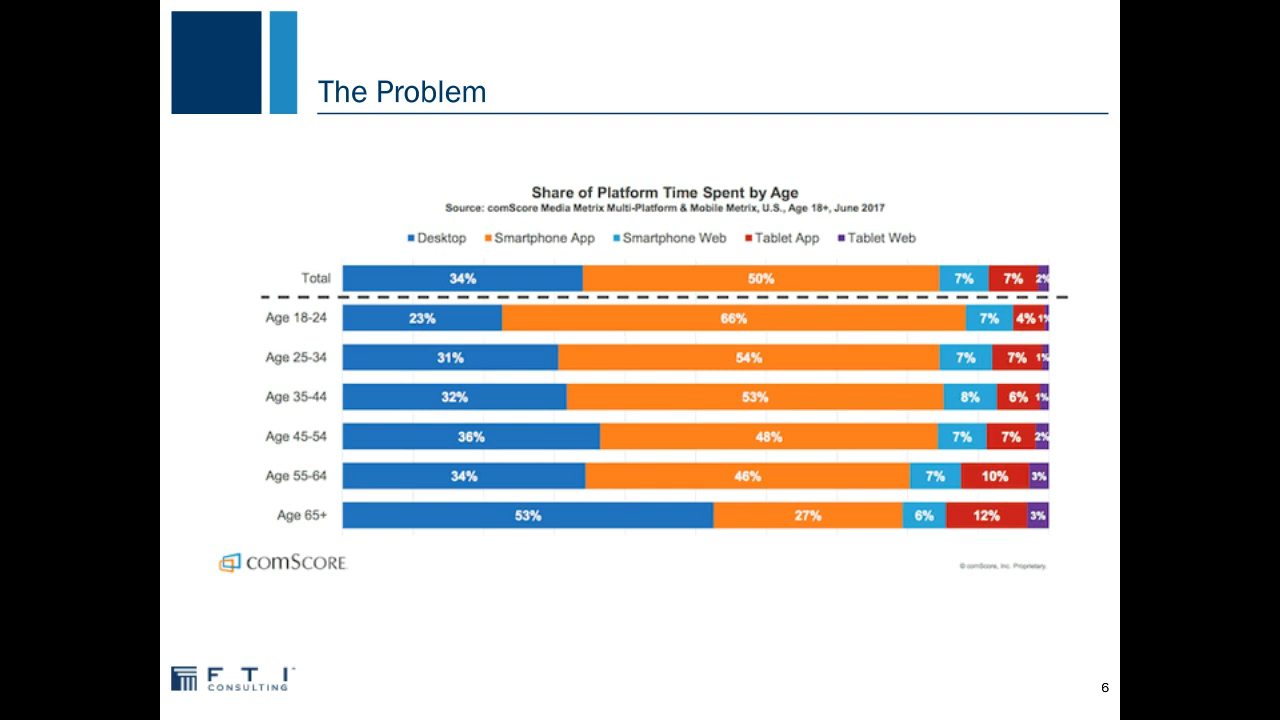 The Problem
Share of Platform Time Spent by Age
Source: comScore Media Metrix Multi-Platform & Mobile Metrix, U.S., Age 18+, June 2017
Desktop Smartphone App Smartphone Web Tablet App Tablet Web
Total 34% 50% 7% 7% 2%
Age 18-24 23% 66% 7% 4% 1%
Age 25-34 31% 54% 7% 7% 1%
Age 35-44 32% 53% 8% 6% 1%
Age 45-54 36% 48% 7% 7% 2%
Age 55-64 34% 46% 7% 10% 3%
Age 65+ 53% 27% 6% 12% 3%
comSCORE
© comScore, Inc. Proprietary.
F T I
CONSULTING
6